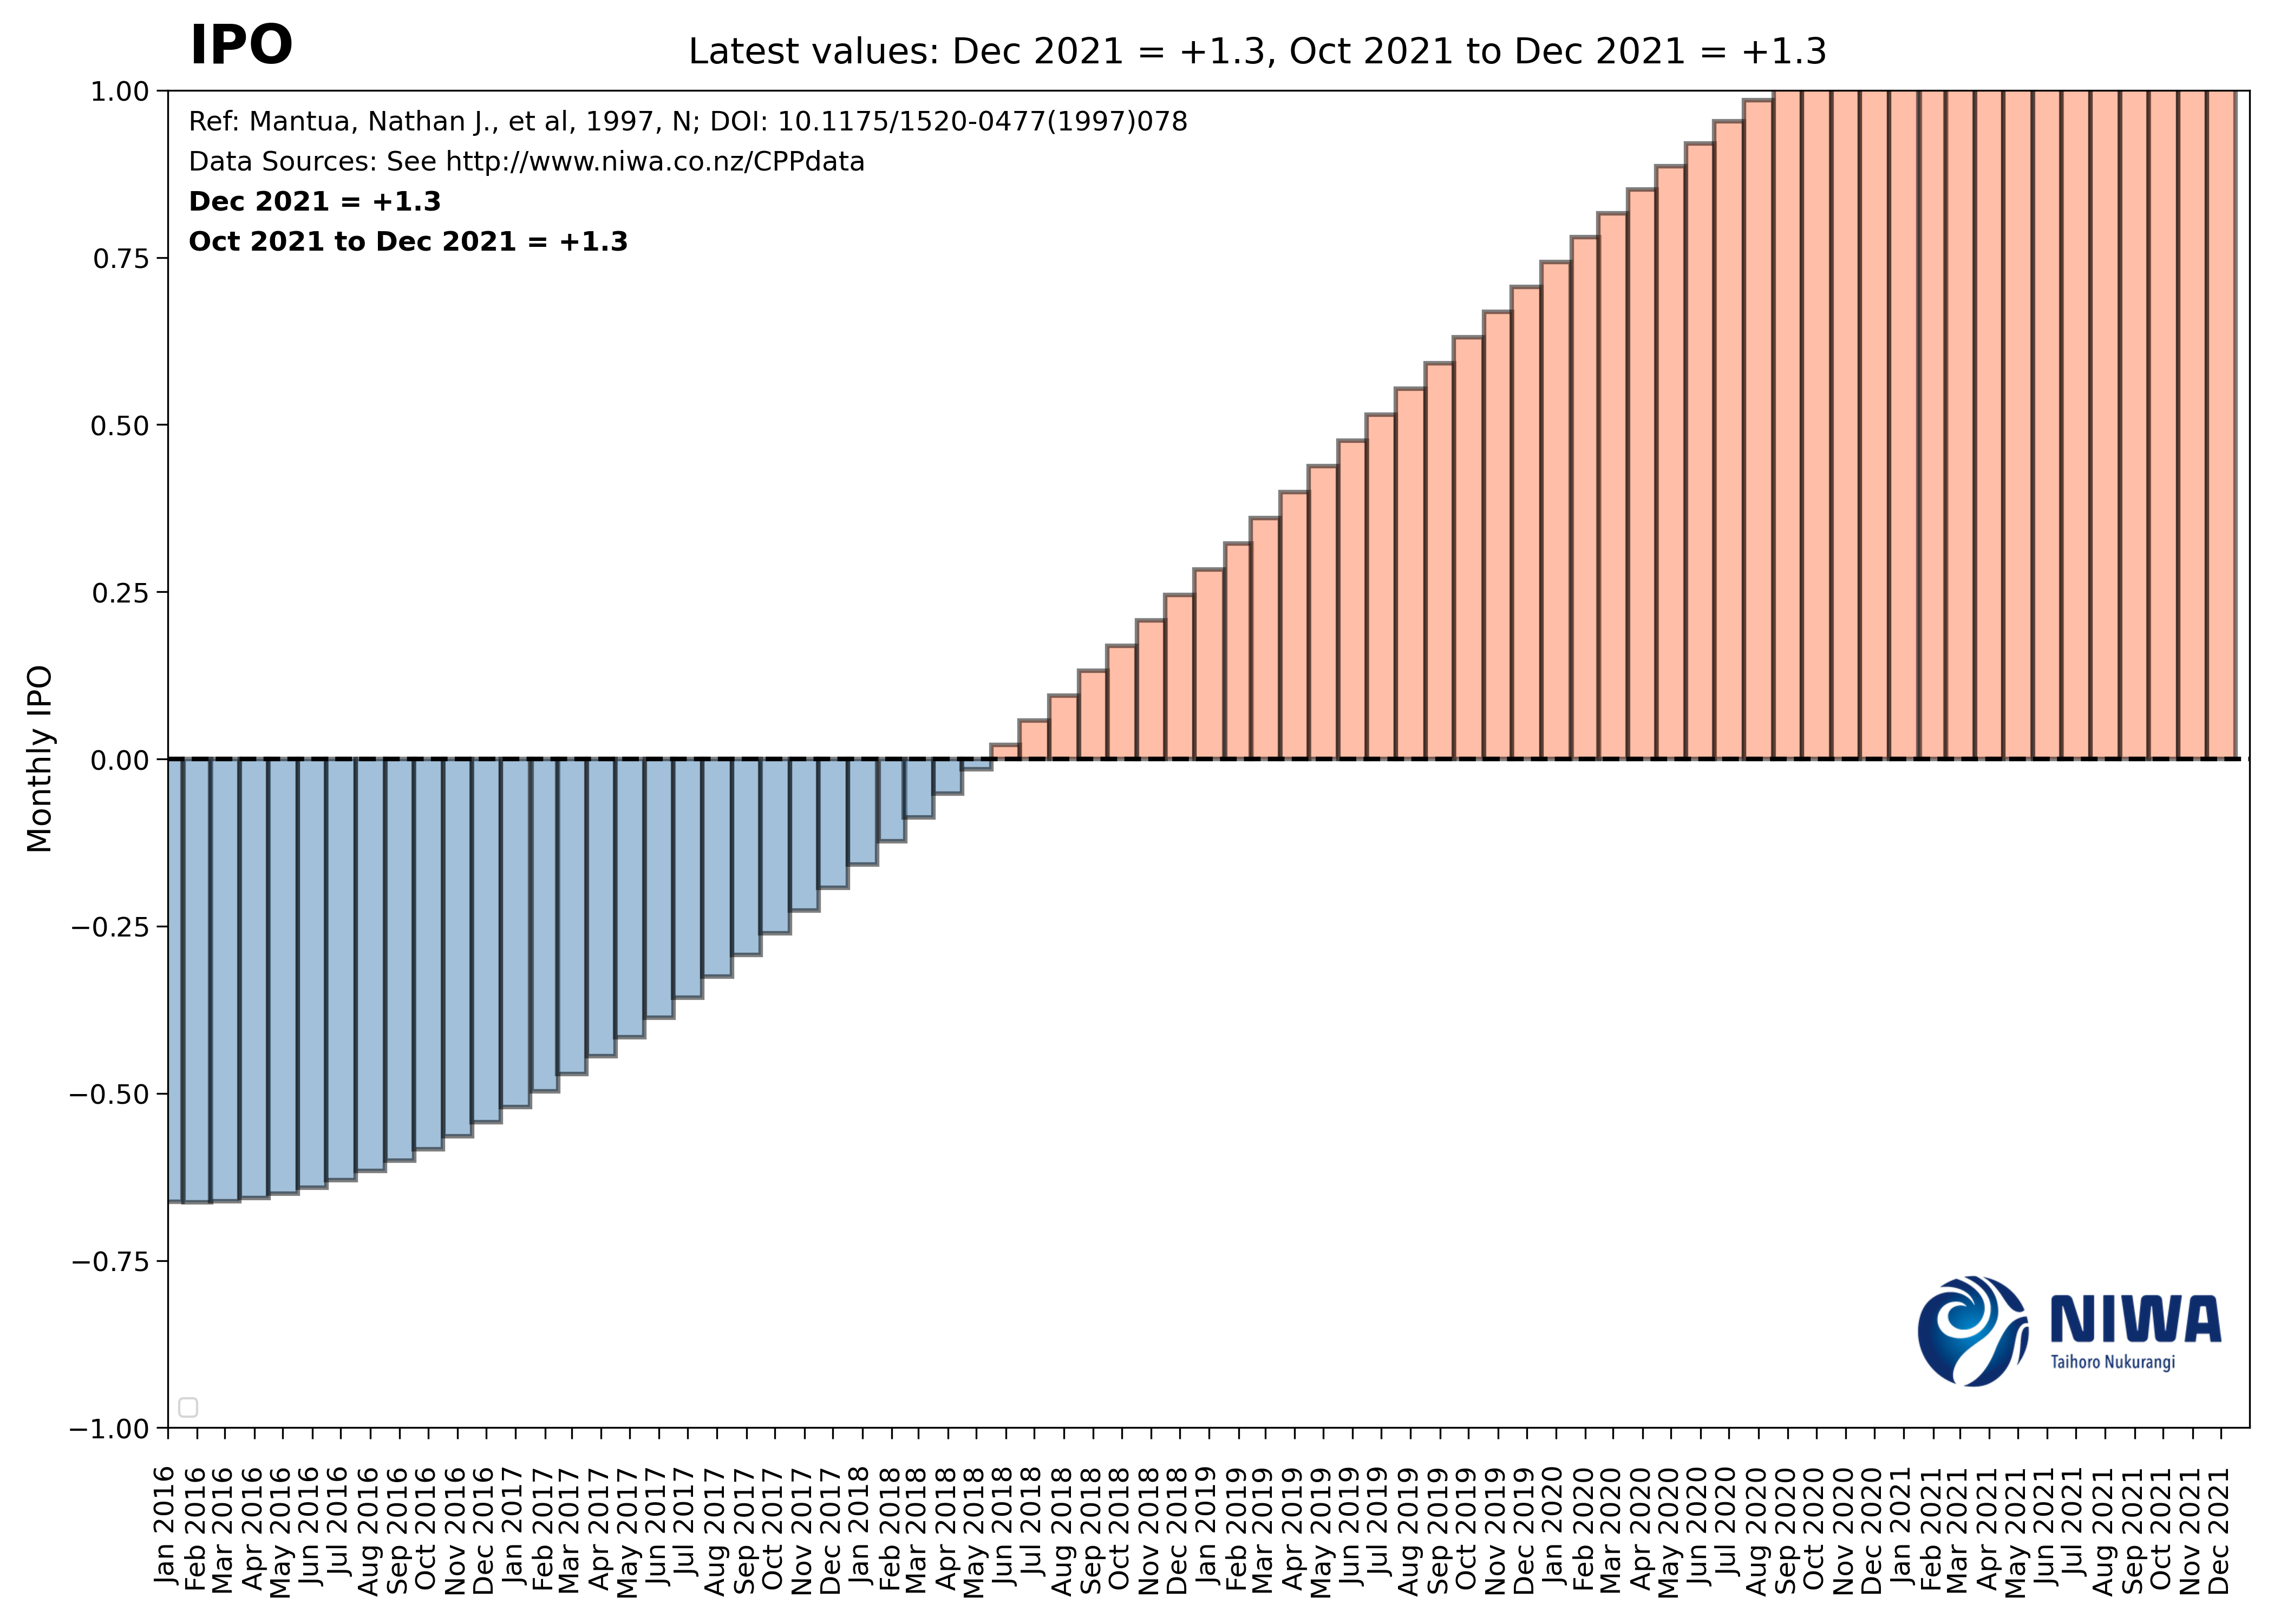 IPO
Latest values: Dec 2021 = +1.3, Oct 2021 to Dec 2021 = +1.3
Ref: Mantua, Nathan J., et al, 1997, N; DOI: 10.1175/1520-0477(1997)078
Data Sources: See http://www.niwa.co.nz/CPPdata
Dec 2021 = +1.3
Oct 2021 to Dec 2021 = +1.3
Monthly IPO
1.00
0.75
0.50
0.25
0.00
−0.25
−0.50
−0.75
−1.00
NIWA
Taihoro Nukurangi
Jan 2016
Feb 2016
Mar 2016
Apr 2016
May 2016
Jun 2016
Jul 2016
Aug 2016
Sep 2016
Oct 2016
Nov 2016
Dec 2016
Jan 2017
Feb 2017
Mar 2017
Apr 2017
May 2017
Jun 2017
Jul 2017
Aug 2017
Sep 2017
Oct 2017
Nov 2017
Dec 2017
Jan 2018
Feb 2018
Mar 2018
Apr 2018
May 2018
Jun 2018
Jul 2018
Aug 2018
Sep 2018
Oct 2018
Nov 2018
Dec 2018
Jan 2019
Feb 2019
Mar 2019
Apr 2019
May 2019
Jun 2019
Jul 2019
Aug 2019
Sep 2019
Oct 2019
Nov 2019
Dec 2019
Jan 2020
Feb 2020
Mar 2020
Apr 2020
May 2020
Jun 2020
Jul 2020
Aug 2020
Sep 2020
Oct 2020
Nov 2020
Dec 2020
Jan 2021
Feb 2021
Mar 2021
Apr 2021
May 2021
Jun 2021
Jul 2021
Aug 2021
Sep 2021
Oct 2021
Nov 2021
Dec 2021